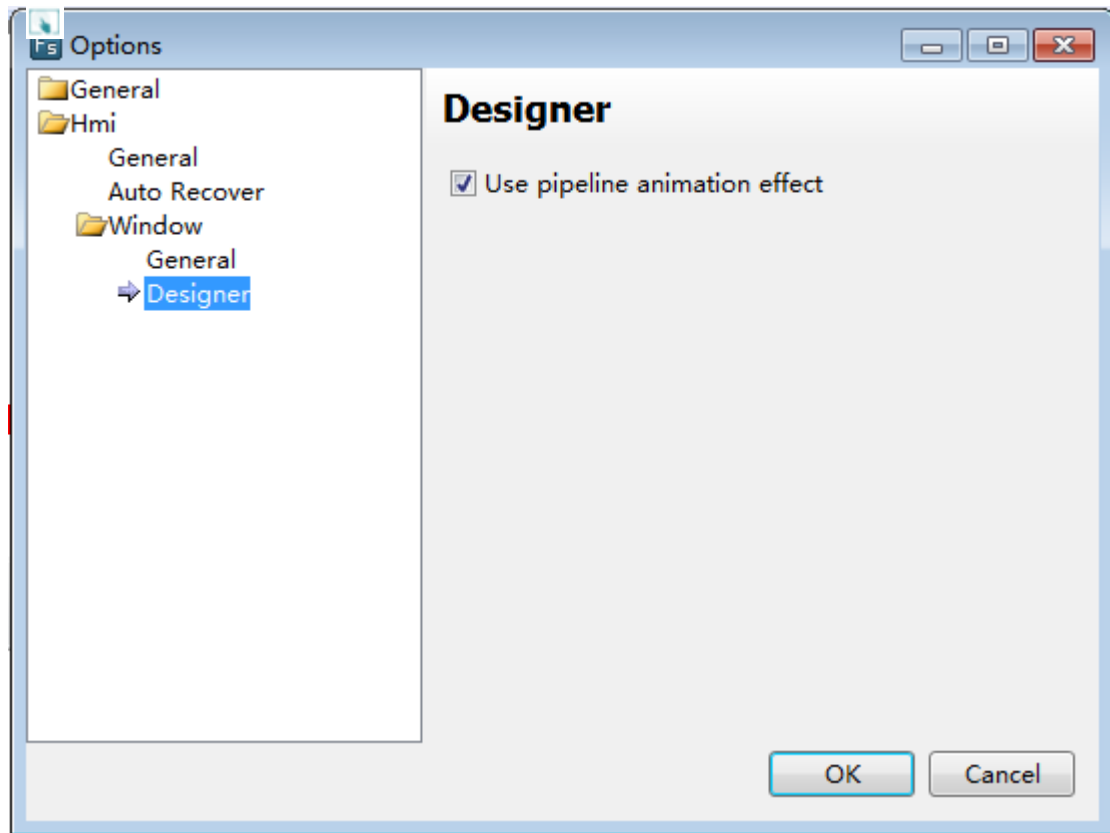 Fs Options
General
Hmi
General
Auto Recover
Window
General
Designer
Designer
Use pipeline animation effect
OK Cancel